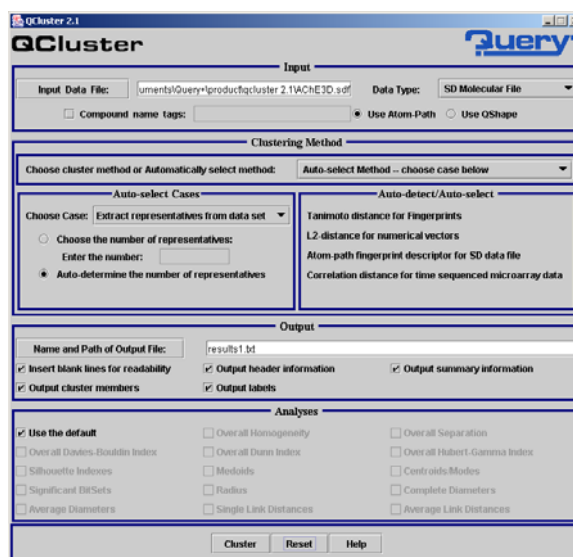 QCluster 2.1
QCluster
Query+
Input
Input Data File: uments\Query+\product\qcluster 2.1\AChE3D.sdf Data Type: SD Molecular File
Compound name tags: Use Atom-Path Use QShape
Clustering Method
Choose cluster method or Automatically select method: Auto-select Method -- choose case below
Auto-select Cases
Choose Case: Extract representatives from data set
Choose the number of representatives:
Enter the number:
Auto-determine the number of representatives
Auto-detect/Auto-select
Tanimoto distance for Fingerprints
L2-distance for numerical vectors
Atom-path fingerprint descriptor for SD data file
Correlation distance for time sequenced microarray data
Output
Name and Path of Output File: results1.txt
Insert blank lines for readability Output header information Output summary information
Output cluster members Output labels
Analyses
Use the default Overall Homogeneity Overall Separation
Overall Davies-Bouldin Index Overall Dunn Index Overall Hubert-Gamma Index
Silhouette Indexes Medoids Centroids/Modes
Significant BitSets Radius Complete Diameters
Average Diameters Single Link Distances Average Link Distances
Cluster Reset Help